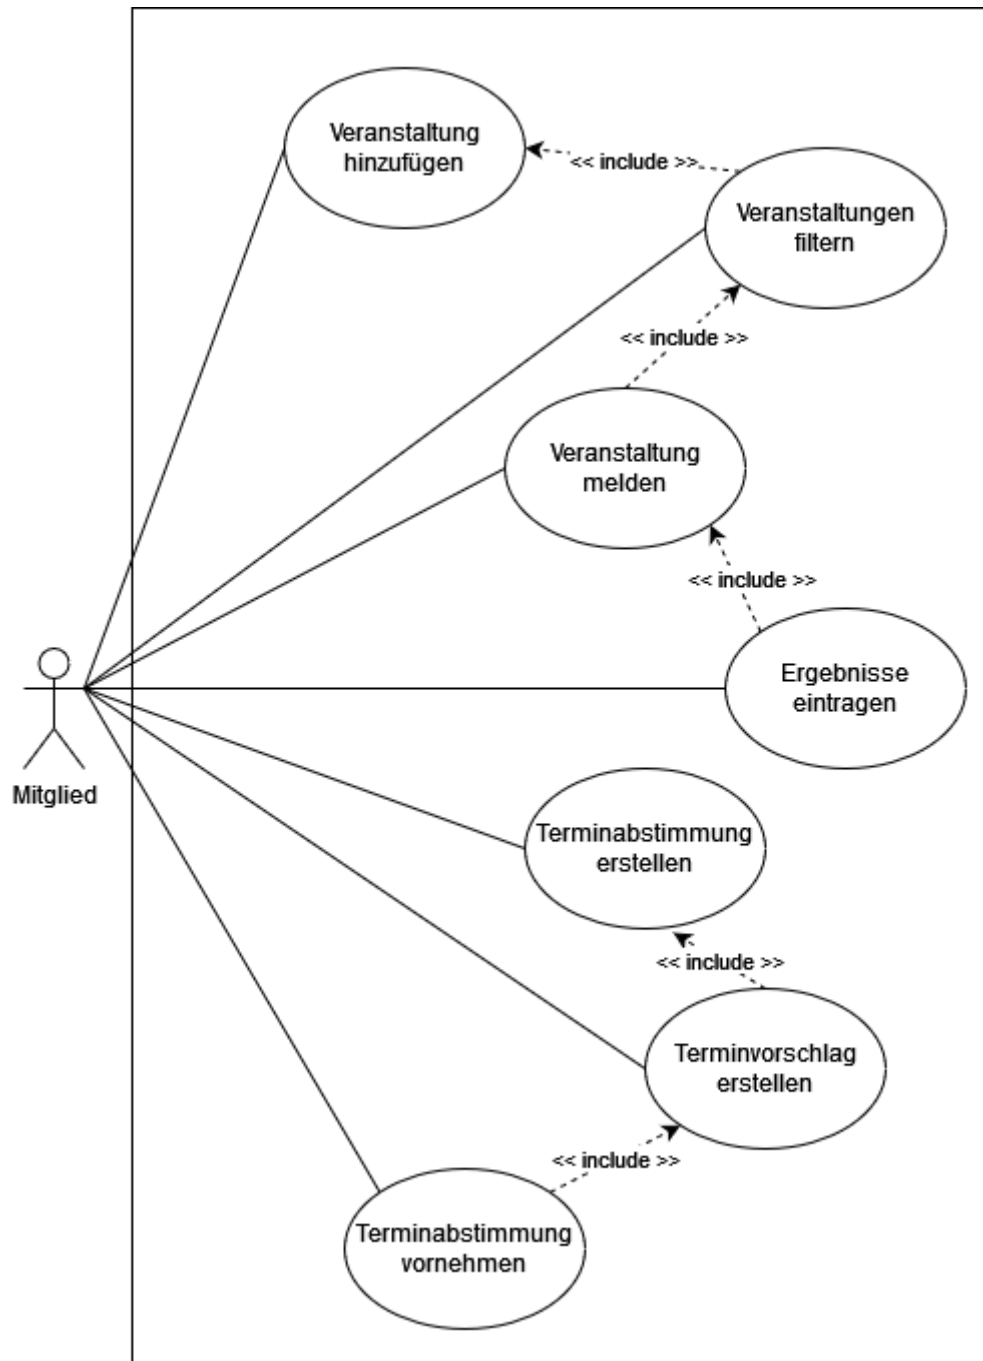 Veranstaltung
hinzufügen
<< include >>
Veranstaltungen
filtern
<< include >>
Veranstaltung
melden
<< include >>
Ergebnisse
eintragen
Mitglied
Terminabstimmung
erstellen
<< include >>
Terminvorschlag
erstellen
<< include >>
Terminabstimmung
vornehmen